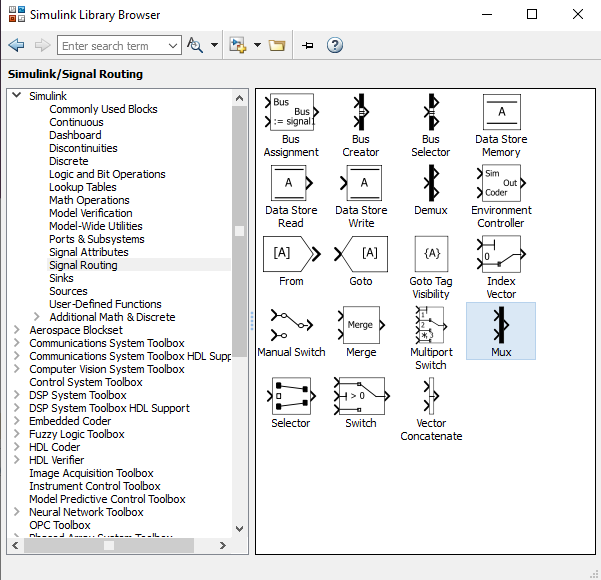 Simulink Library Browser
Enter search term
Simulink/Signal Routing
Simulink
Commonly Used Blocks
Continuous
Dashboard
Discontinuities
Discrete
Logic and Bit Operations
Lookup Tables
Math Operations
Model Verification
Model-Wide Utilities
Ports & Subsystems
Signal Attributes
Signal Routing
Sinks
Sources
User-Defined Functions
Additional Math & Discrete
Aerospace Blockset
Communications System Toolbox
Communications System Toolbox HDL Supp
Computer Vision System Toolbox
Control System Toolbox
DSP System Toolbox
DSP System Toolbox HDL Support
Embedded Coder
Fuzzy Logic Toolbox
HDL Coder
HDL Verifier
Image Acquisition Toolbox
Instrument Control Toolbox
Model Predictive Control Toolbox
Neural Network Toolbox
OPC Toolbox
Phased Array System Toolbox
Bus
Bus
:= signal1
Bus
Assignment
Bus
Creator
Bus
Selector
A
Data Store
Memory
A
Data Store
Read
A
Data Store
Write
Demux
Sim
Out
Coder
Environment
Controller
[A]
From
[A]
Goto
{A}
Goto Tag
Visibility
0
Index
Vector
Manual Switch
Merge
Merge
1
2
*, 3
Multiport
Switch
Mux
Selector
> 0
Switch
Vector
Concatenate